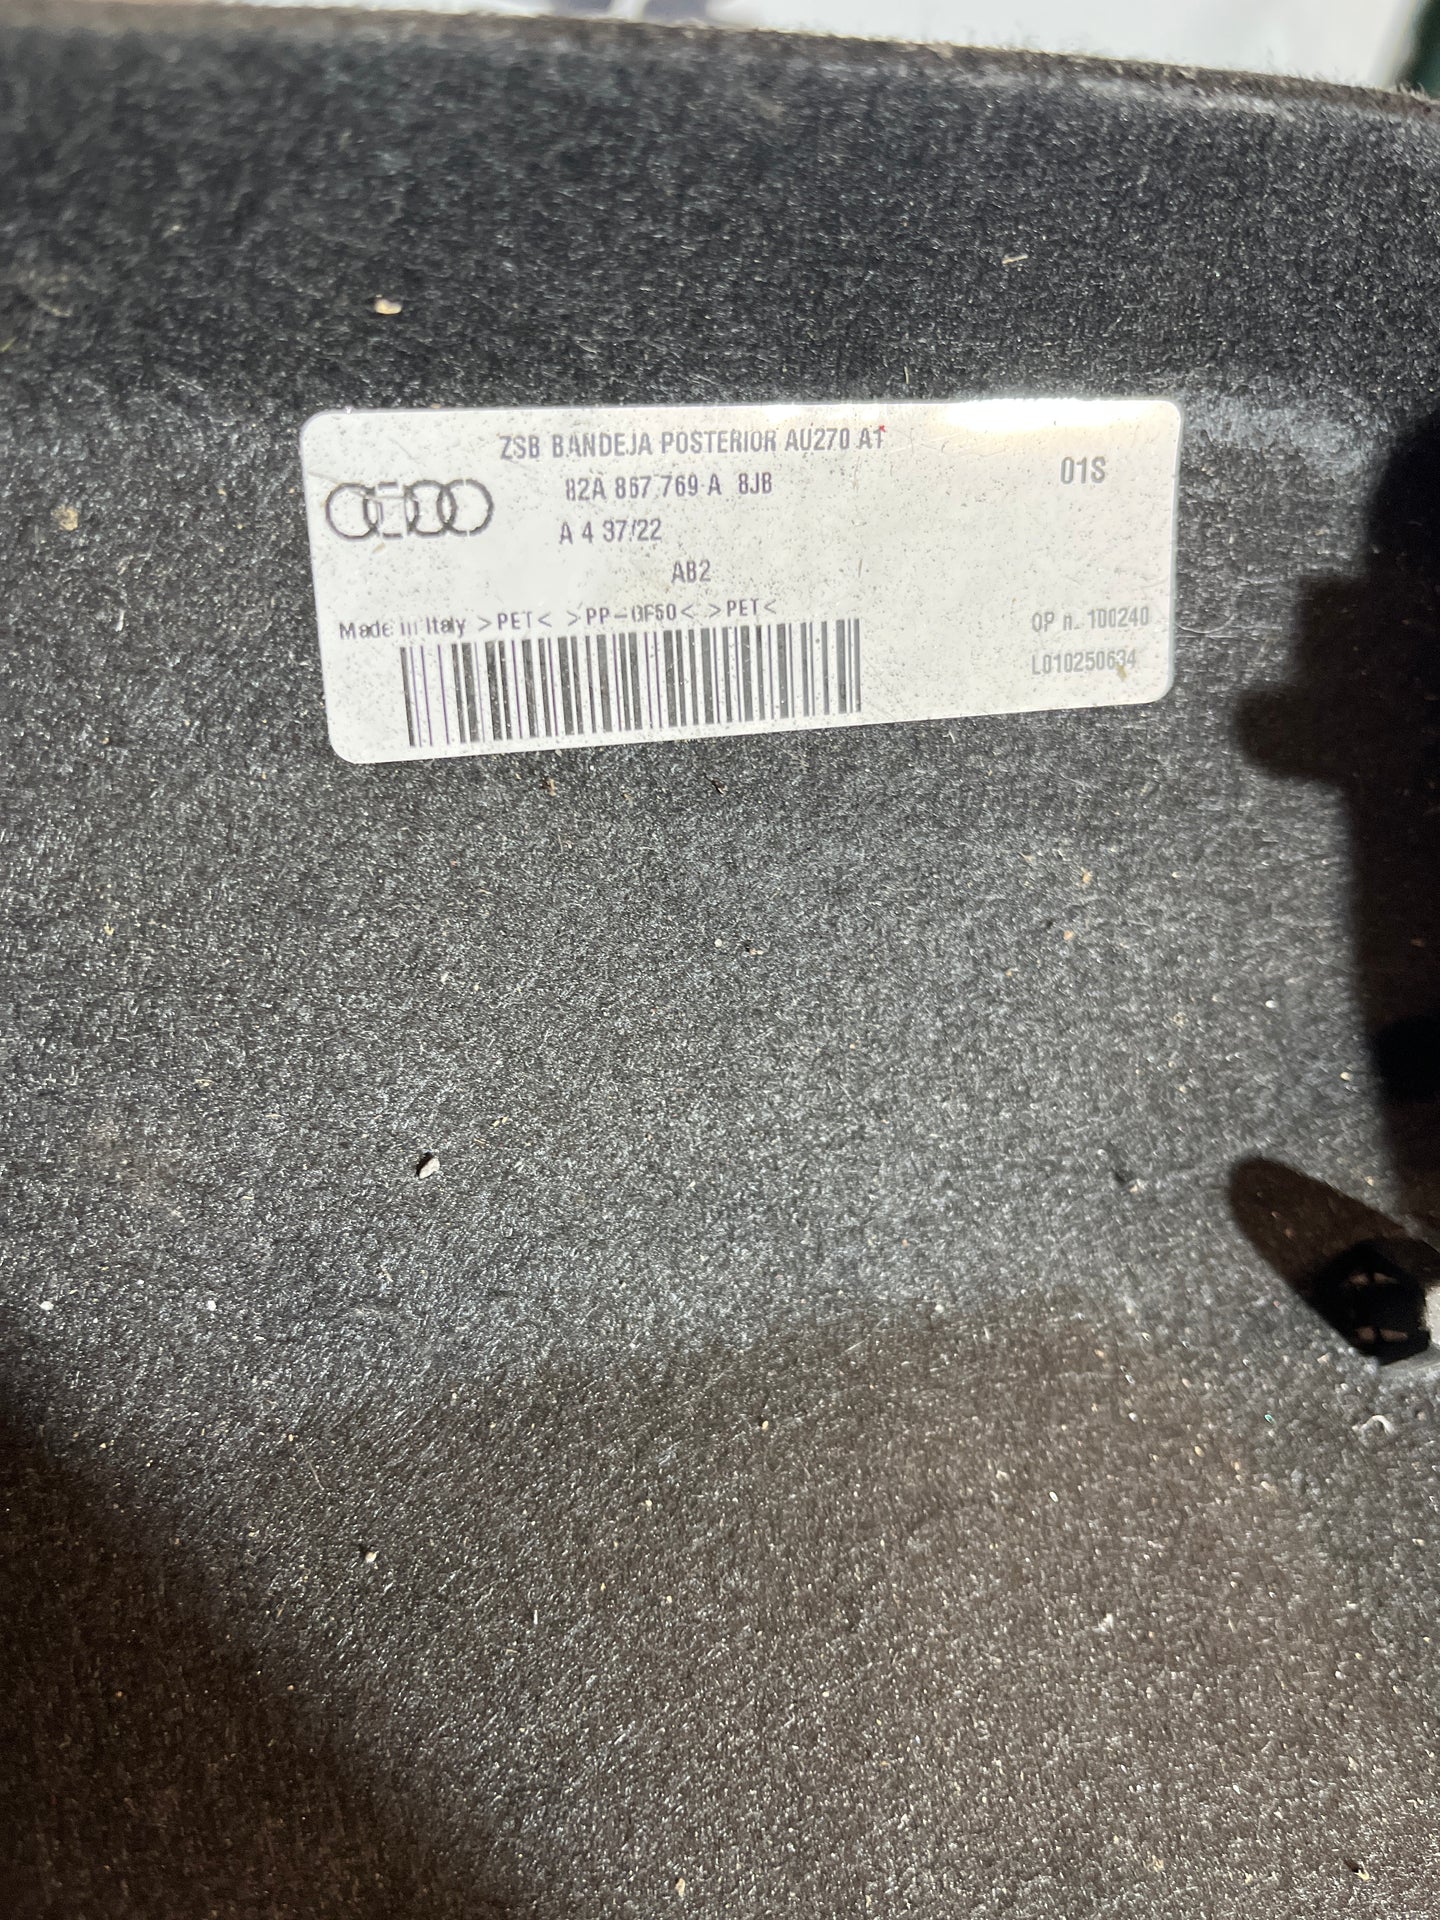 ZSB BANDEJA POSTERIOR AU270 A1
82A 867 769 A 8JB
01S
A 4 37/22
AB2
Made in Italy >PET< >PP-GF50< >PET<
OP n. 100240
L010250634